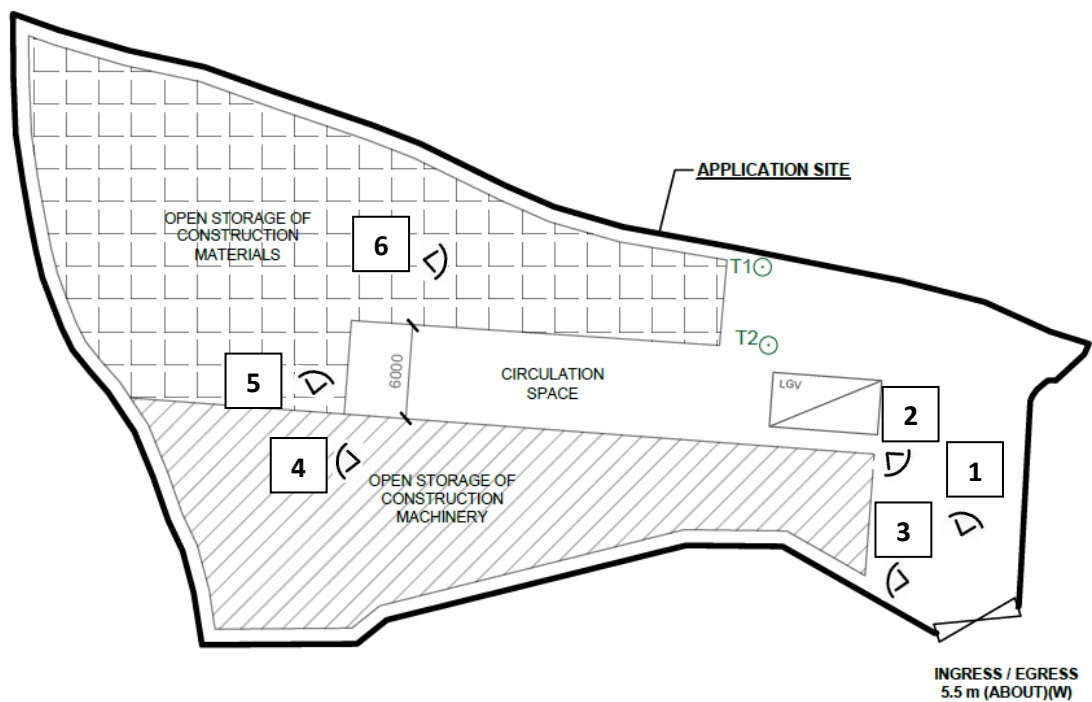 APPLICATION SITE
OPEN STORAGE OF
CONSTRUCTION
MATERIALS
6
T1
T2
5
6000
CIRCULATION
SPACE
LGV
2
4
OPEN STORAGE OF
CONSTRUCTION
MACHINERY
1
3
INGRESS / EGRESS
5.5 m (ABOUT)(W)